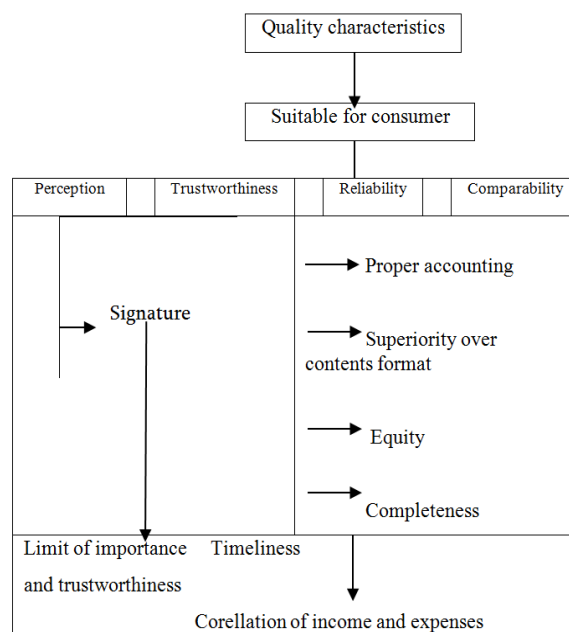 Quality characteristics
Suitable for consumer
Perception Trustworthiness Reliability Comparability
Proper accounting
Signature
Superiority over
contents format
Equity
Completeness
Limit of importance Timeliness
and trustworthiness
Corellation of income and expenses